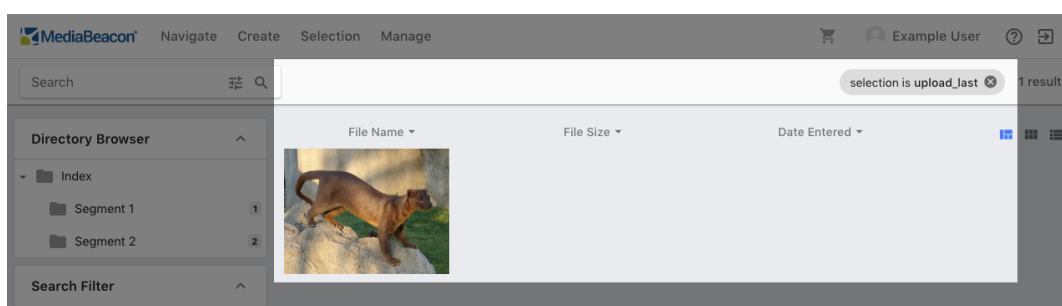 MediaBeacon® Navigate Create Selection Manage Example User
Search selection is upload_last 1 result
Directory Browser File Name File Size Date Entered
Index
Segment 1 1
Segment 2 2
Search Filter